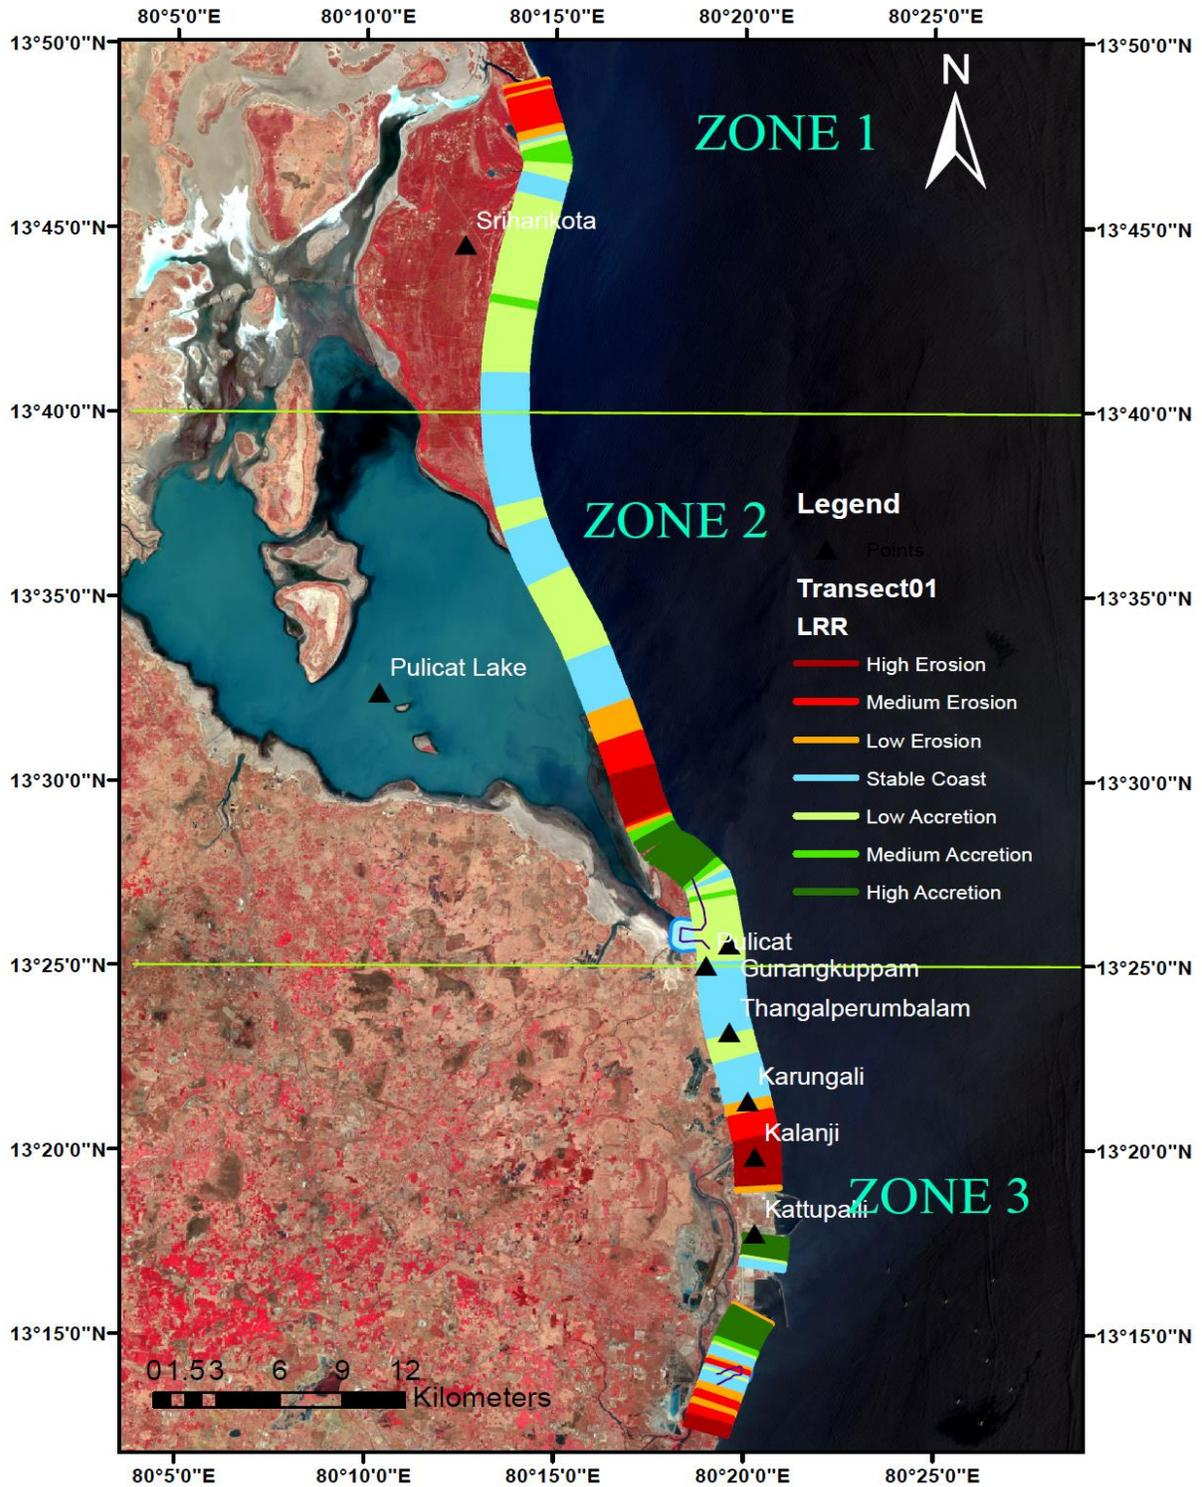 80°5'0"E 80°10'0"E 80°15'0"E 80°20'0"E 80°25'0"E
13°50'0"N 13°50'0"N
N
ZONE 1
13°45'0"N Sriharikota 13°45'0"N
13°40'0"N 13°40'0"N
ZONE 2
Legend
Points
Transect01
13°35'0"N 13°35'0"N
LRR
High Erosion
Pulicat Lake
Medium Erosion
Low Erosion
Stable Coast
13°30'0"N 13°30'0"N
Low Accretion
Medium Accretion
High Accretion
Pulicat
13°25'0"N Gunangkuppam 13°25'0"N
Thangalperumbalam
Karungali
Kalanji
13°20'0"N 13°20'0"N
ZONE 3
Kattupalli
13°15'0"N 13°15'0"N
0 1.5 3 6 9 12
Kilometers
80°5'0"E 80°10'0"E 80°15'0"E 80°20'0"E 80°25'0"E